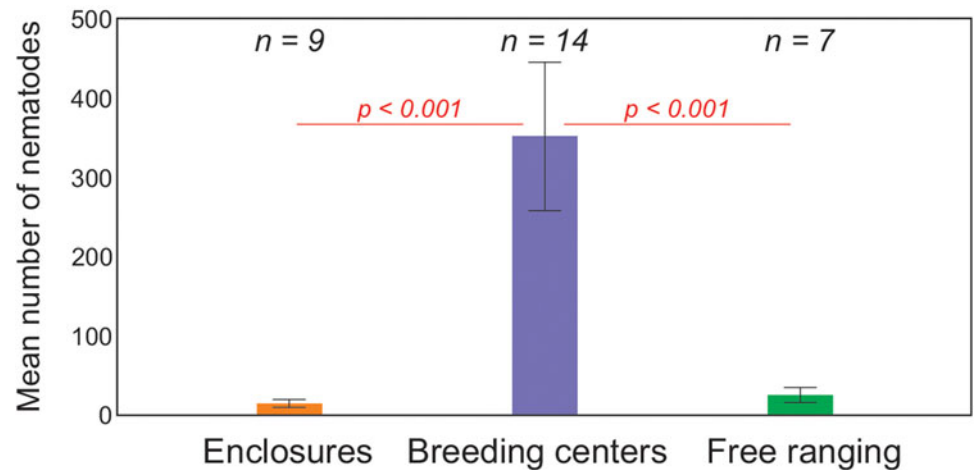 Mean number of nematodes
500
400
300
200
100
0
n = 9
n = 14
n = 7
p < 0.001
p < 0.001
Enclosures
Breeding centers
Free ranging